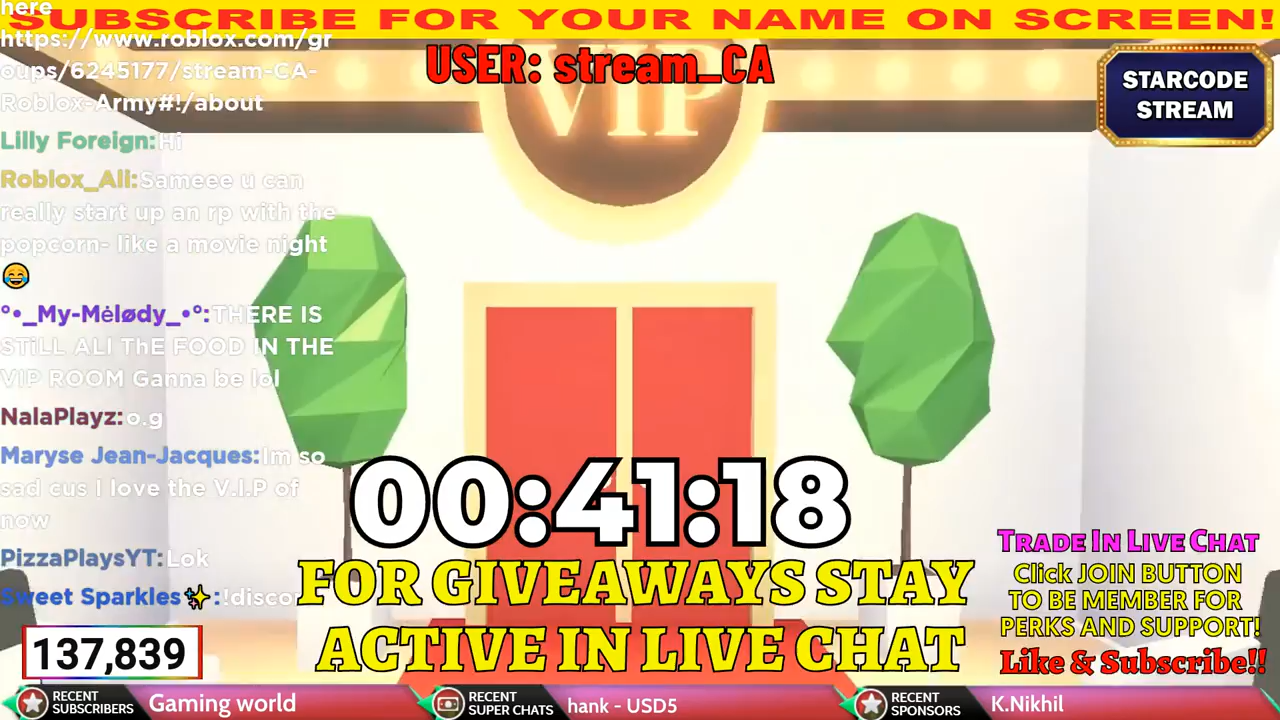 SUBSCRIBE FOR YOUR NAME ON SCREEN!
here
https://www.roblox.com/gr
oups/6245177/stream-CA-
Roblox-Army#!/about
Lilly Foreign:Hi
Roblox_Ali:Sameee u can
really start up an rp with the
popcorn- like a movie night
😂
°•_My-Mėlødy_•°:THERE IS
STiLL ALl ThE FOOD IN THE
VIP ROOM Ganna be lol
NalaPlayz:o.g
Maryse Jean-Jacques:Im so
sad cus I love the V.I.P of
now
PizzaPlaysYT:Lok
Sweet Sparkles✨:!disco
137,839
USER: stream_CA
VIP
STARCODE
STREAM
00:41:18
FOR GIVEAWAYS STAY
ACTIVE IN LIVE CHAT
TRADE IN LIVE CHAT
Click JOIN BUTTON
TO BE MEMBER FOR
PERKS AND SUPPORT!
Like & Subscribe!!
RECENT
SUBSCRIBERS
Gaming world
RECENT
SUPER CHATS
hank - USD5
RECENT
SPONSORS
K.Nikhil